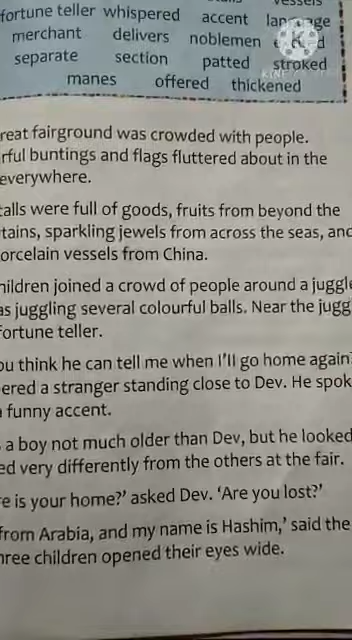 vessels
fortune teller whispered accent language
merchant delivers noblemen
separate section patted stroked
manes offered thickened
KINEMASTER
reat fairground was crowded with people.
rful buntings and flags fluttered about in the
everywhere.
talls were full of goods, fruits from beyond the
tains, sparkling jewels from across the seas, and
orcelain vessels from China.
hildren joined a crowd of people around a juggle
as juggling several colourful balls. Near the jugg
fortune teller.
ou think he can tell me when I'll go home again?
ered a stranger standing close to Dev. He spok
funny accent.
a boy not much older than Dev, but he looked
ed very differently from the others at the fair.
re is your home?' asked Dev. 'Are you lost?'
from Arabia, and my name is Hashim,' said the
hree children opened their eyes wide.